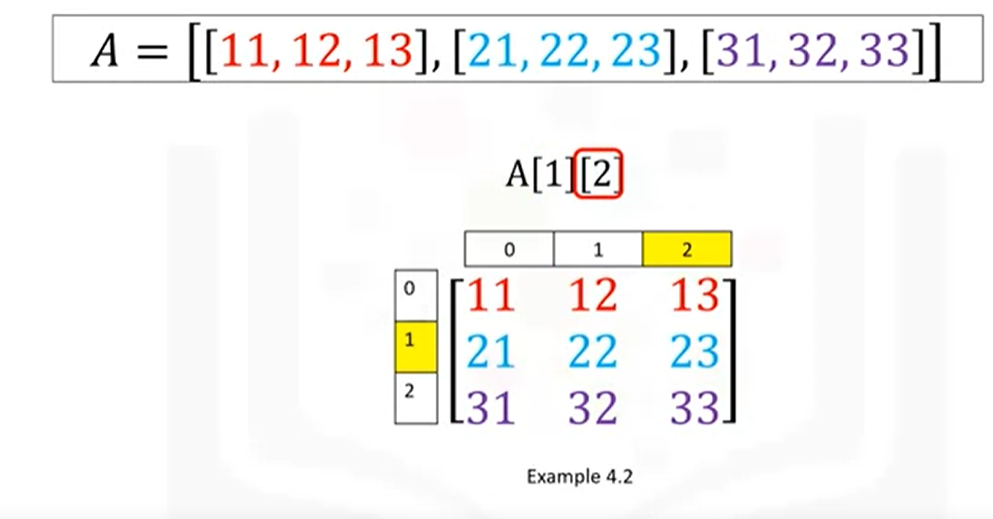 A = [[11, 12, 13], [21, 22, 23], [31, 32, 33]]
A[1][2]
0 1 2
0 11 12 13
1 21 22 23
2 31 32 33
Example 4.2